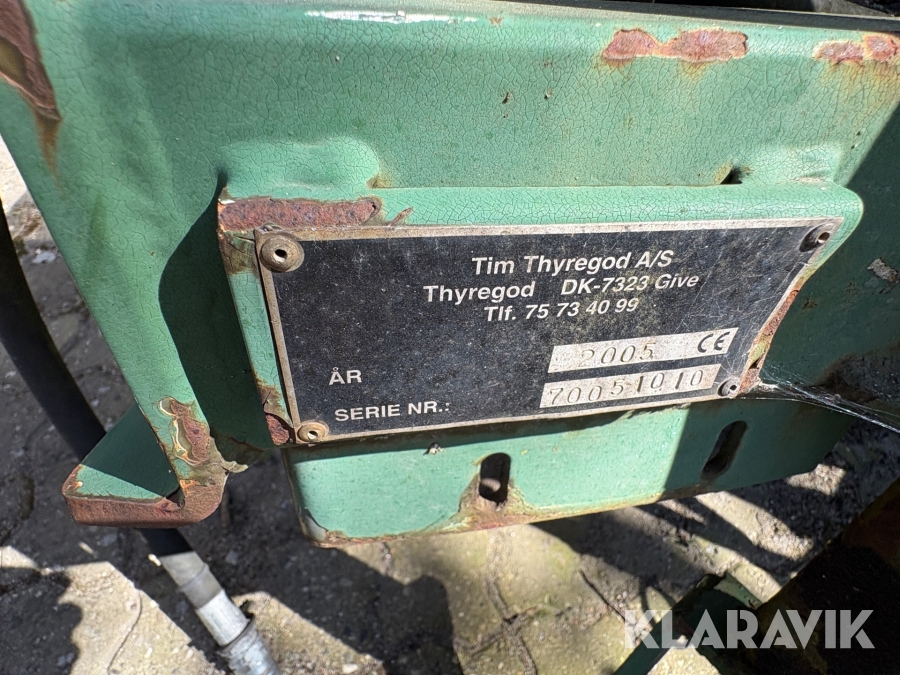 Tim Thyregod A/S
Thyregod DK-7323 Give
Tlf. 75 73 40 99
ÅR 2005 CE
SERIE NR.: 70051010
KLARAVIK